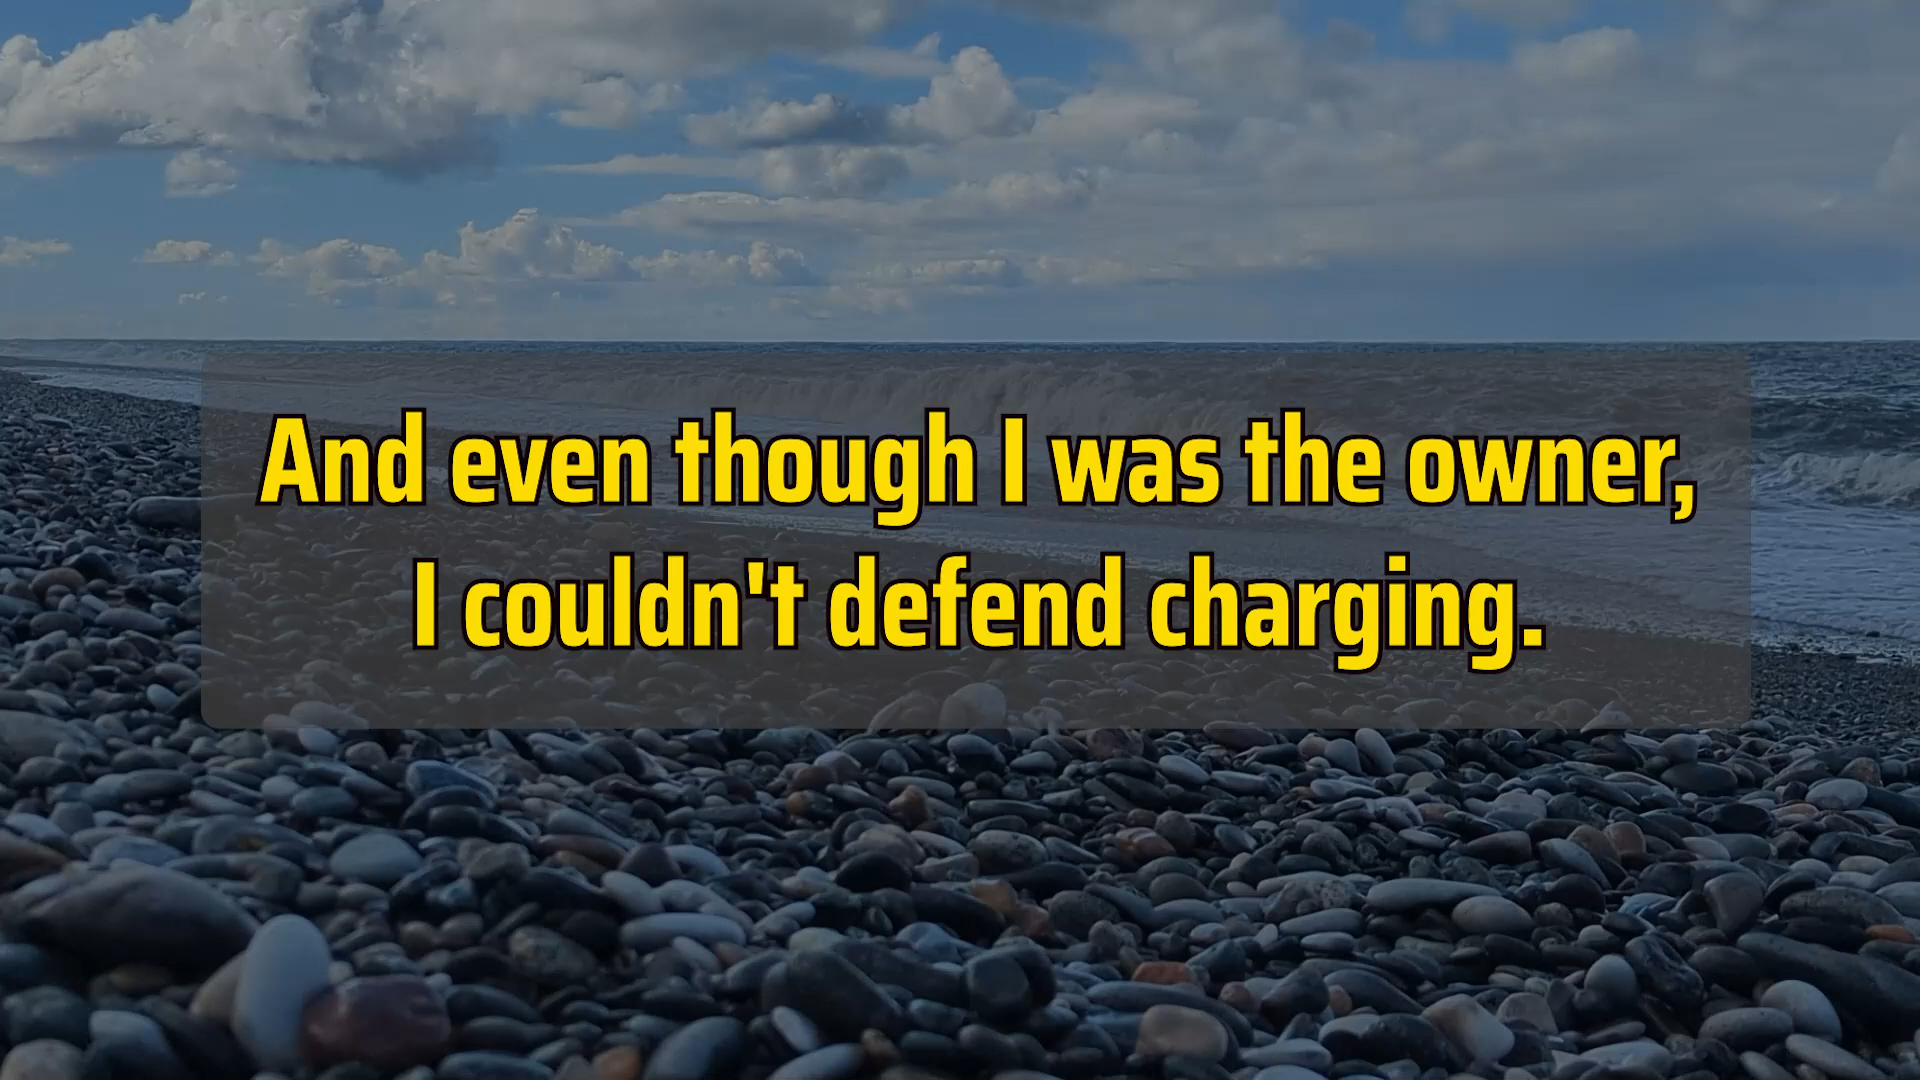 And even though I was the owner,
I couldn't defend charging.